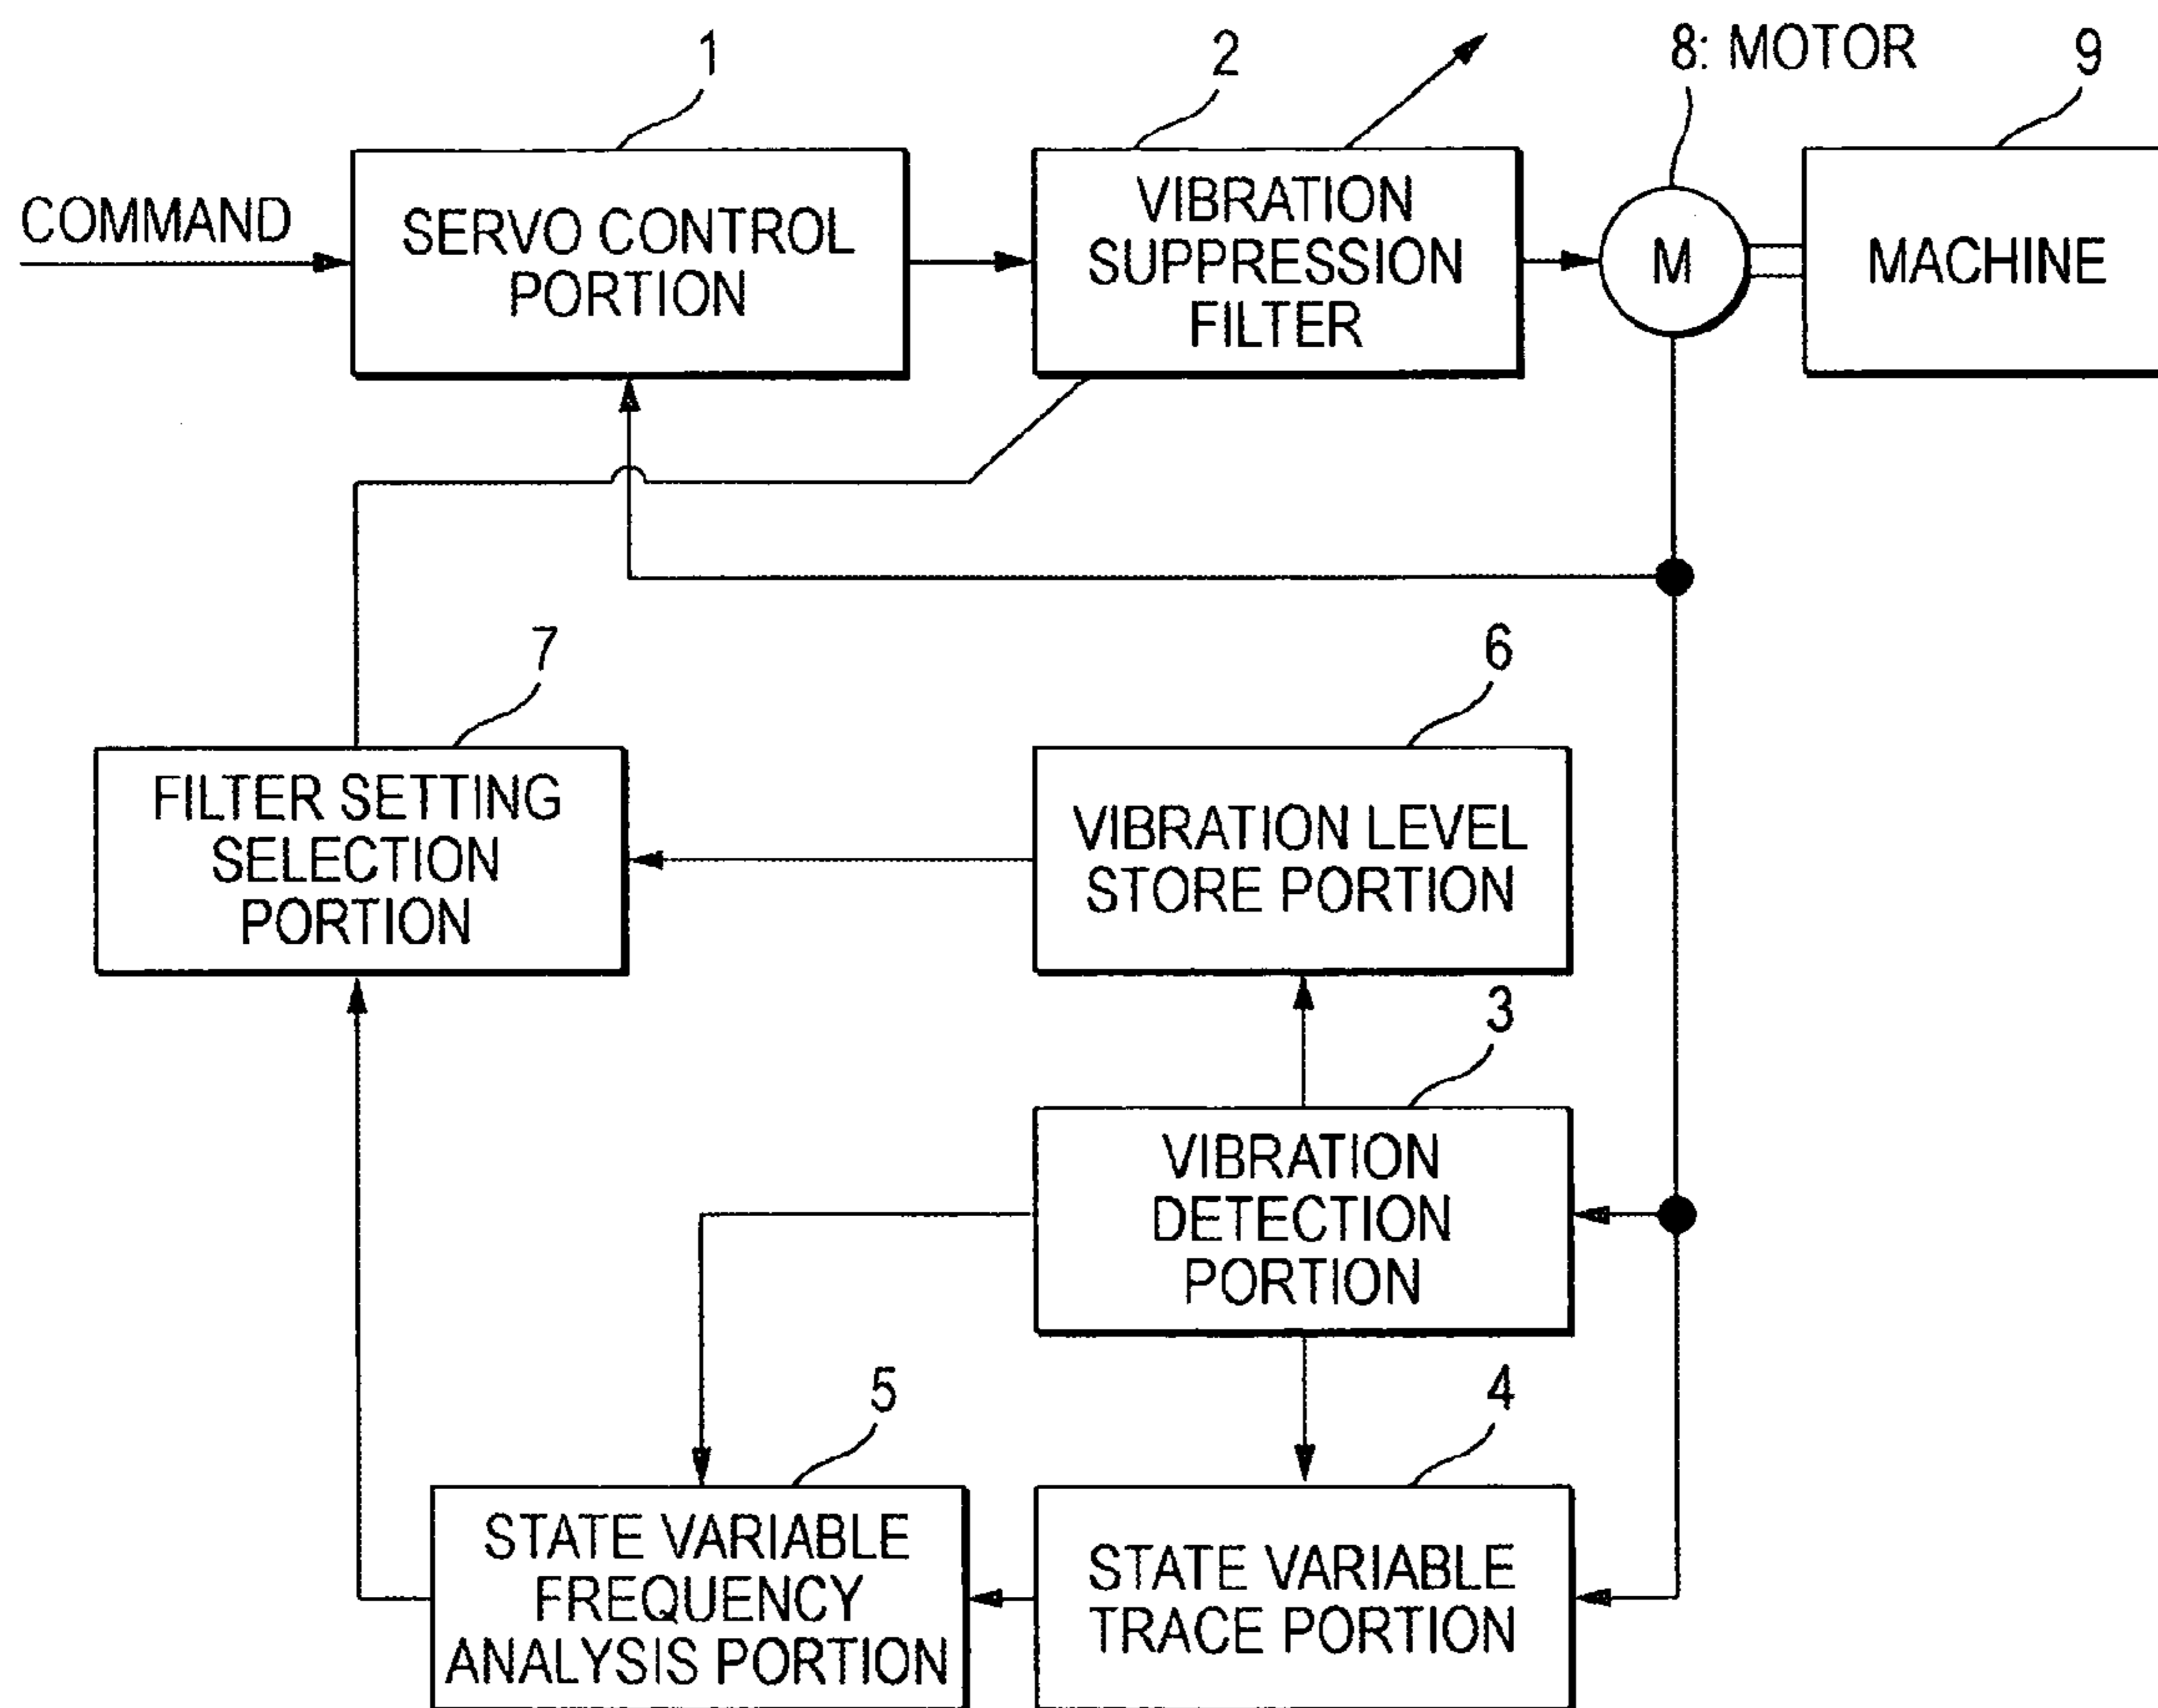 1
2
8: MOTOR
9
COMMAND
SERVO CONTROL
PORTION
VIBRATION
SUPPRESSION
FILTER
M
MACHINE
7
6
FILTER SETTING
SELECTION
PORTION
VIBRATION LEVEL
STORE PORTION
3
VIBRATION
DETECTION
PORTION
5
4
STATE VARIABLE
FREQUENCY
ANALYSIS PORTION
STATE VARIABLE
TRACE PORTION